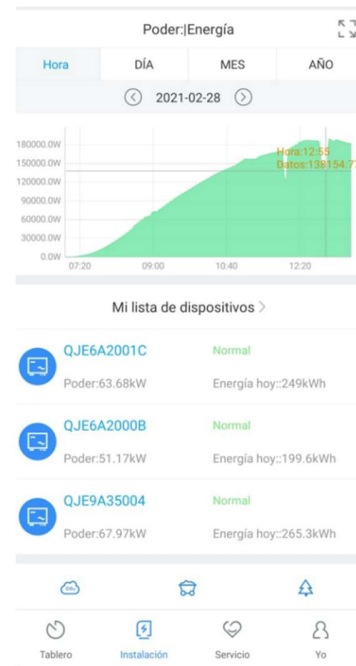 Poder:|Energía
Hora DÍA MES AÑO
2021-02-28
180000.0W
150000.0W
120000.0W
90000.0W
60000.0W
30000.0W
0.0W
Hora:12:55
Datos:138154.77
07:20 09:00 10:40 12:20
Mi lista de dispositivos
QJE6A2001C Normal
Poder:63.68kW Energía hoy::249kWh
QJE6A2000B Normal
Poder:51.17kW Energía hoy::199.6kWh
QJE9A35004 Normal
Poder:67.97kW Energía hoy::265.3kWh
Tablero Instalación Servicio Yo